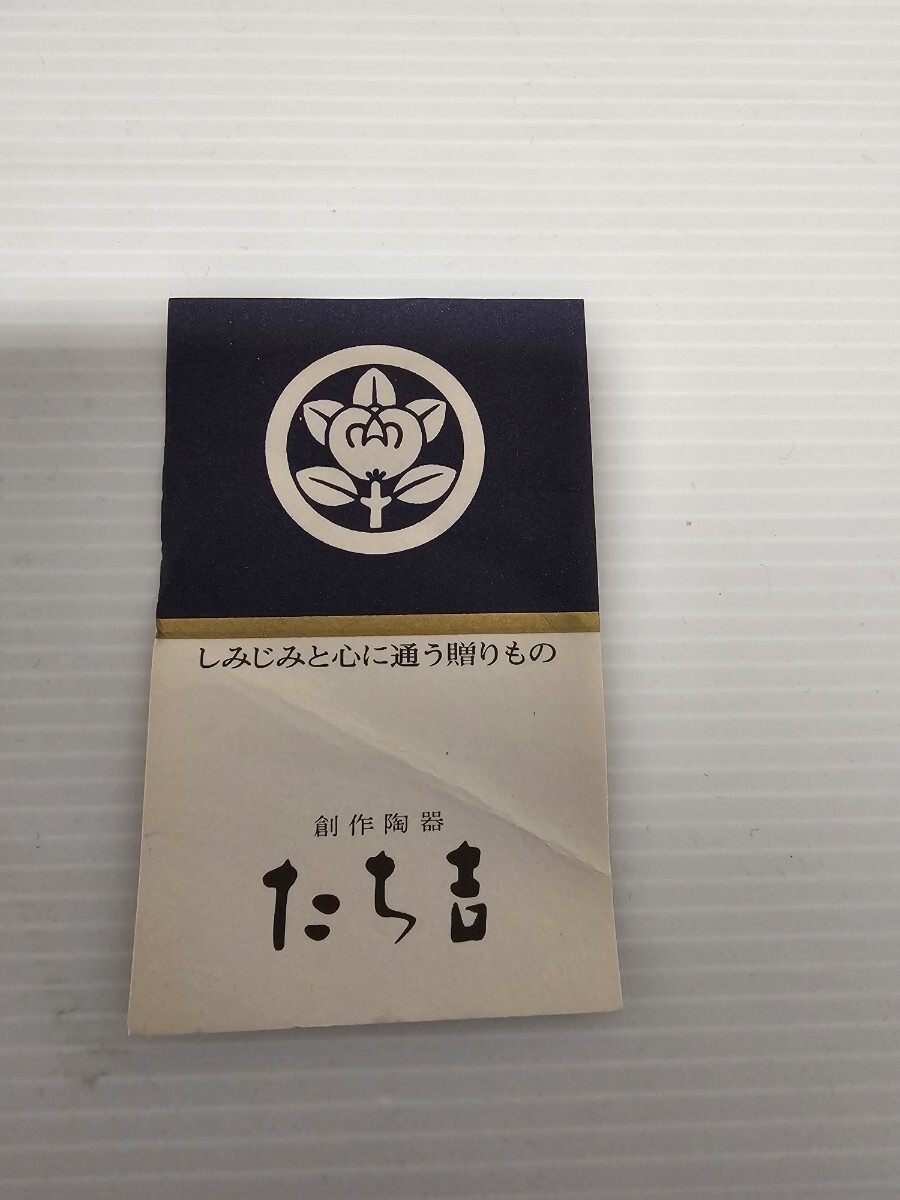 しみじみと心に通う贈りもの
創作陶器
たち吉